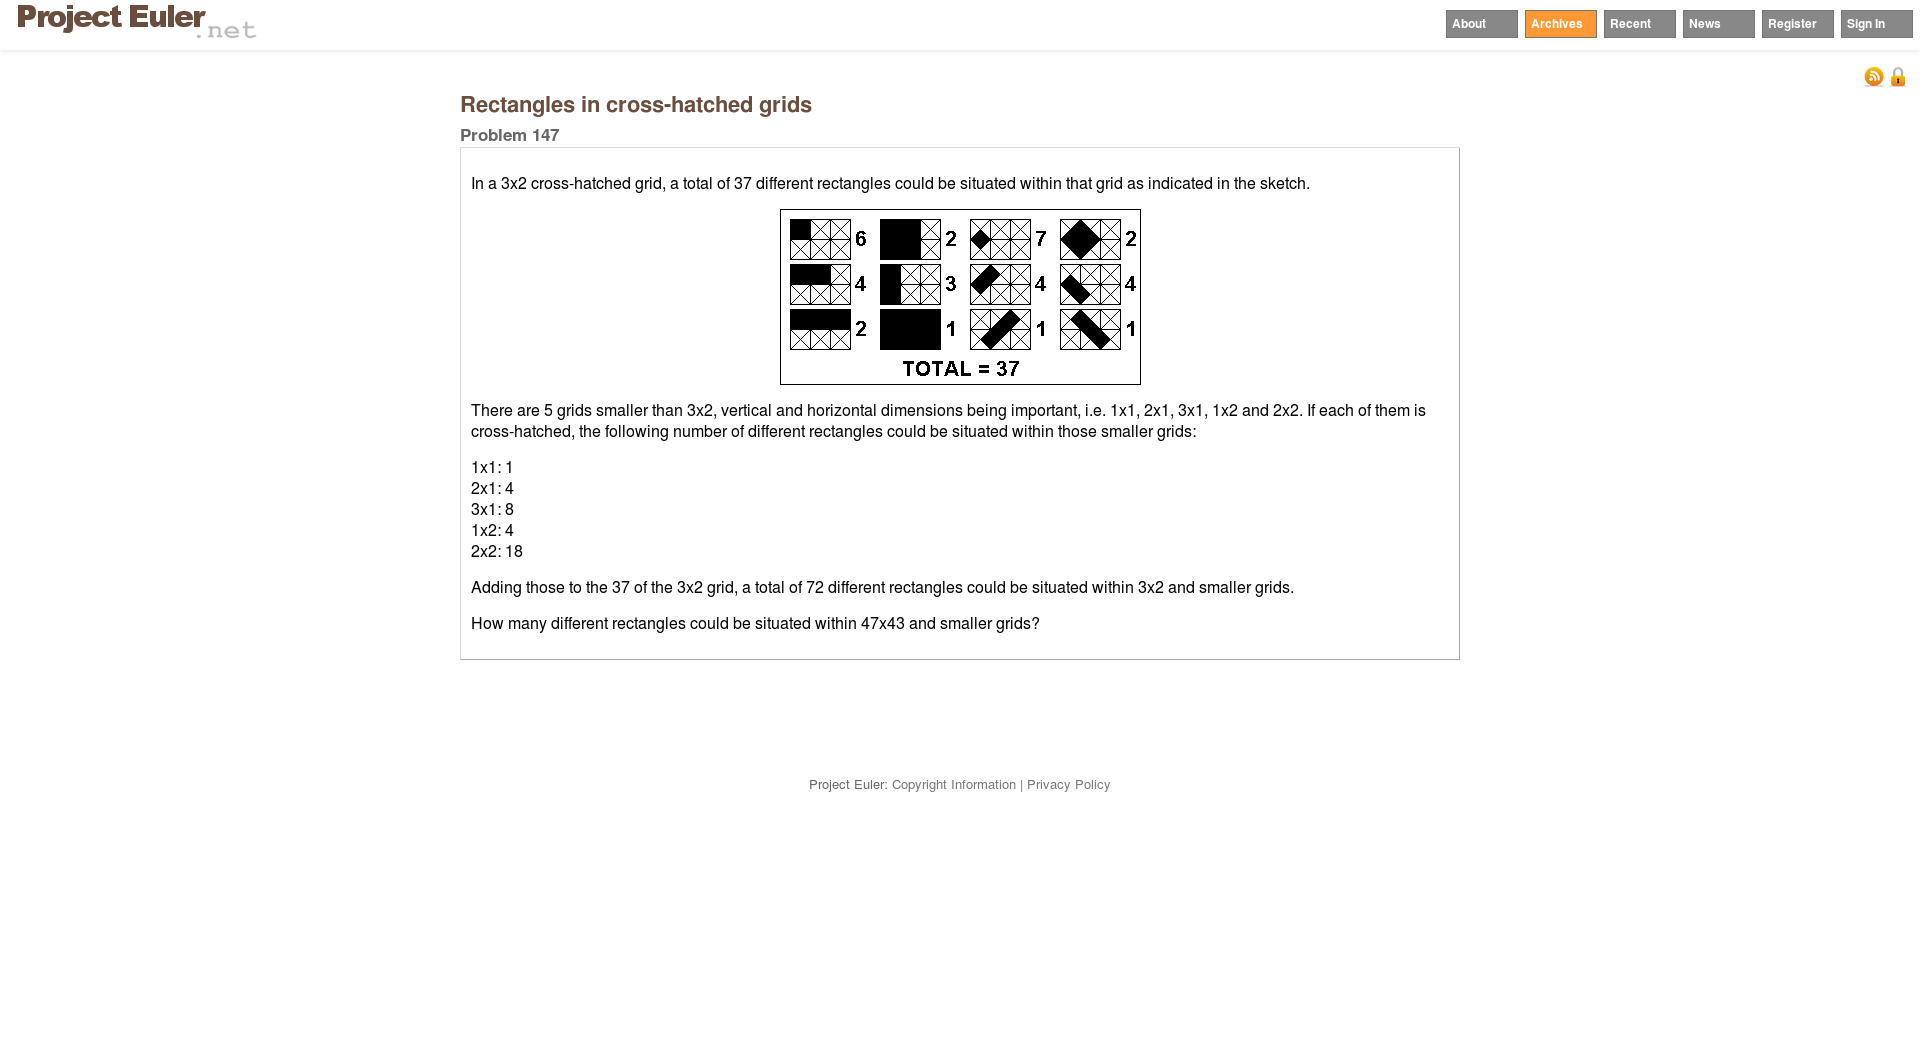 Project Euler.net
About Archives Recent News Register Sign In
Rectangles in cross-hatched grids
Problem 147
In a 3x2 cross-hatched grid, a total of 37 different rectangles could be situated within that grid as indicated in the sketch.
6 2 7 2
4 3 4 4
2 1 1 1
TOTAL = 37
There are 5 grids smaller than 3x2, vertical and horizontal dimensions being important, i.e. 1x1, 2x1, 3x1, 1x2 and 2x2. If each of them is
cross-hatched, the following number of different rectangles could be situated within those smaller grids:
1x1: 1
2x1: 4
3x1: 8
1x2: 4
2x2: 18
Adding those to the 37 of the 3x2 grid, a total of 72 different rectangles could be situated within 3x2 and smaller grids.
How many different rectangles could be situated within 47x43 and smaller grids?
Project Euler: Copyright Information | Privacy Policy